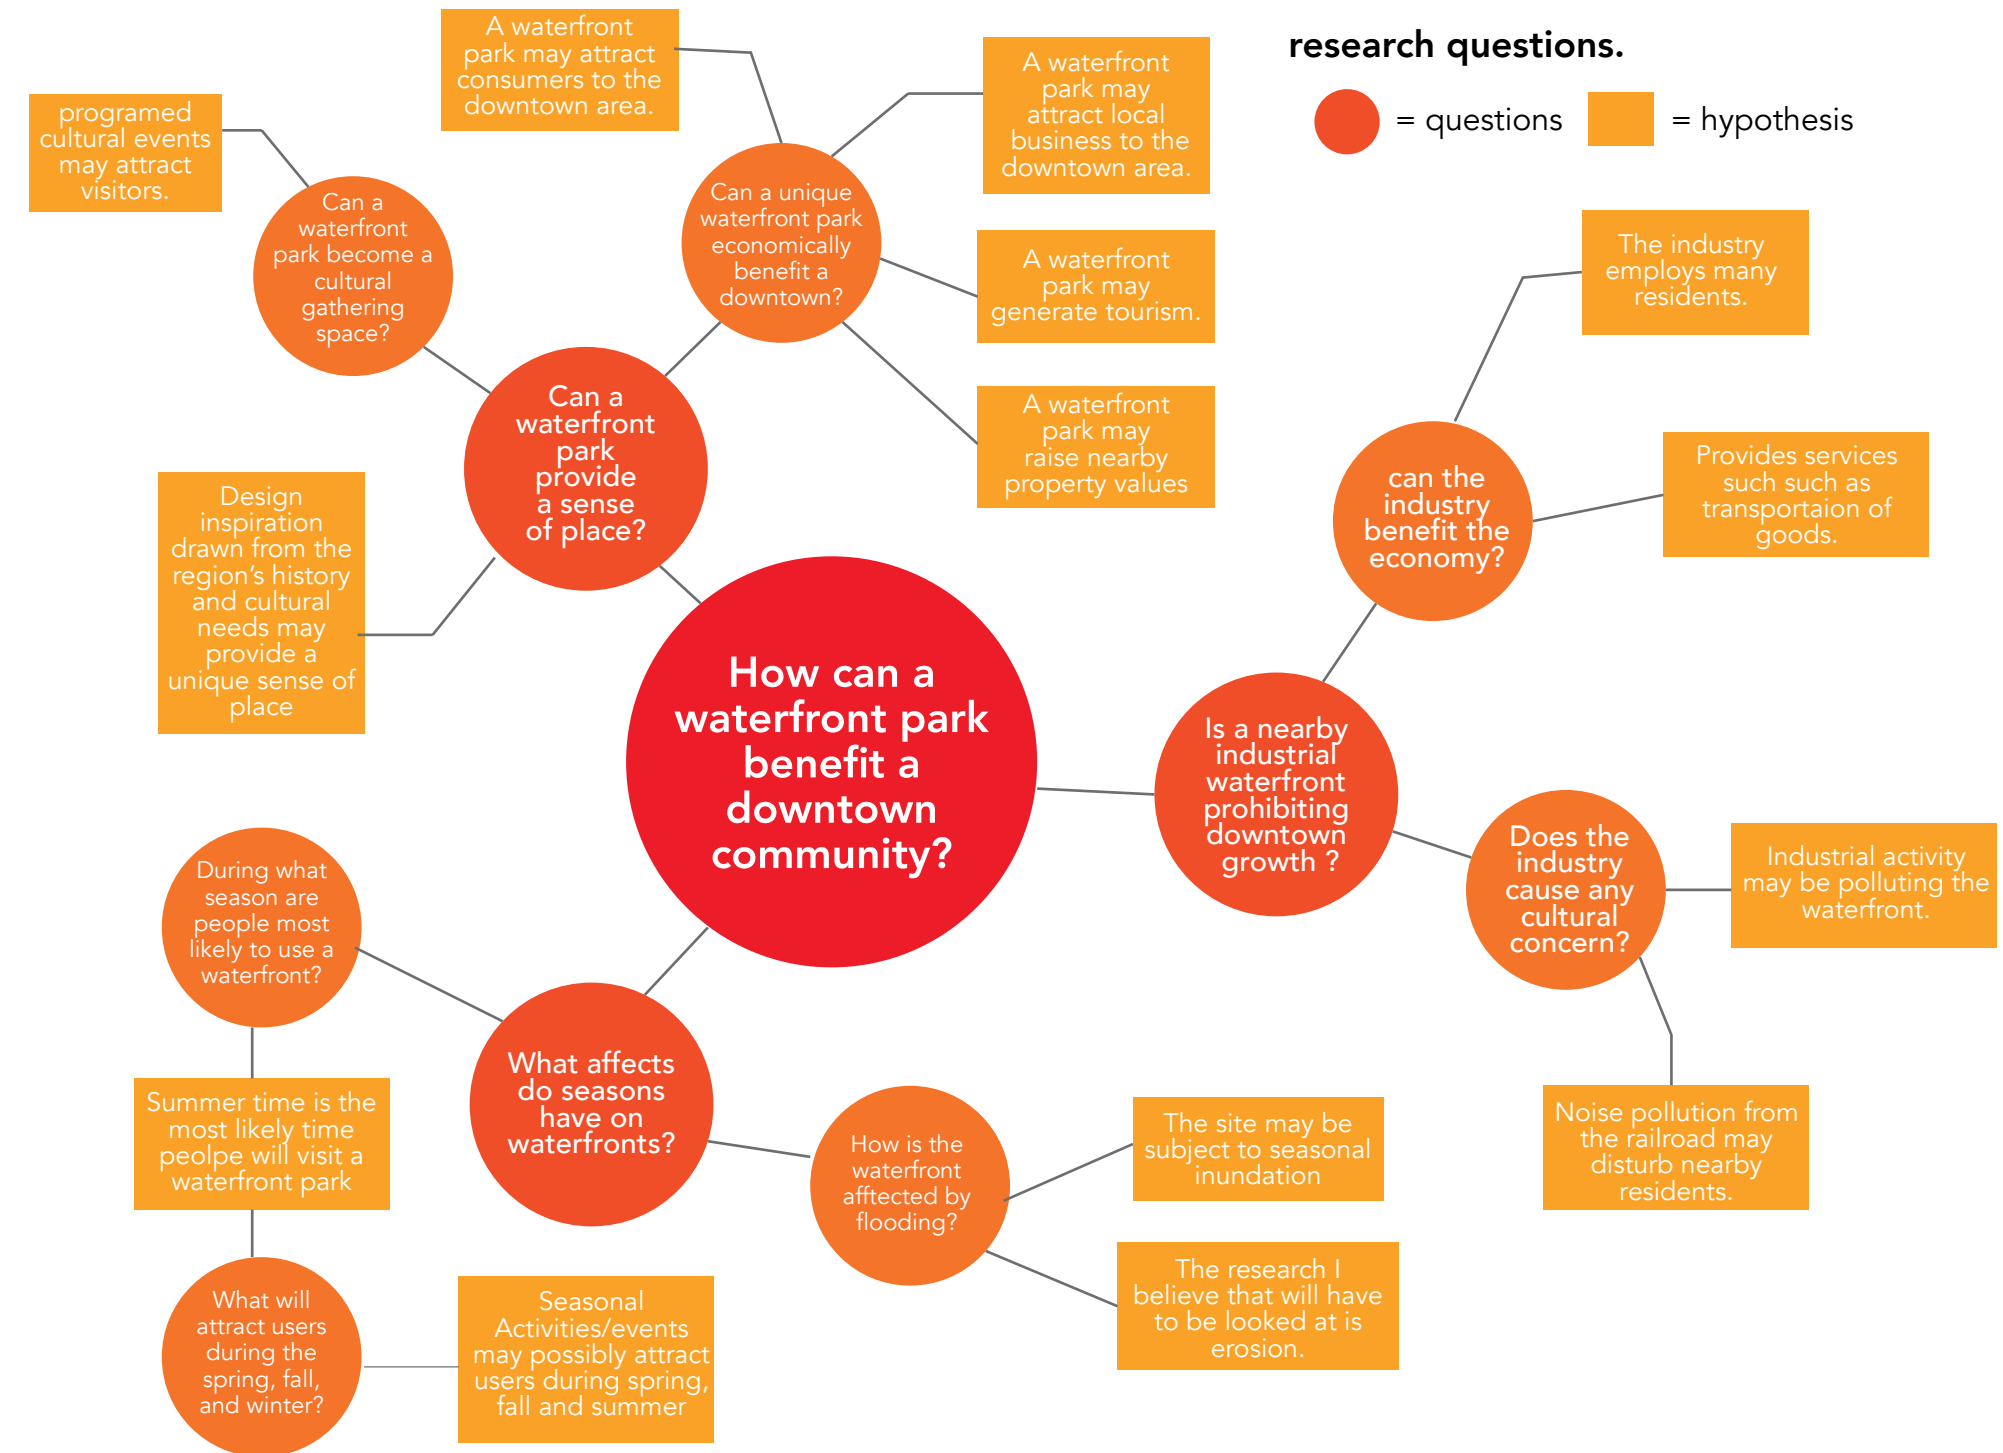 research questions.
= questions
= hypothesis
A waterfront
park may attract
consumers to the
downtown area.
A waterfront
park may
attract local
business to the
downtown area.
programed
cultural events
may attract
visitors.
Can a
waterfront
park become a
cultural
gathering
space?
Can a unique
waterfront park
economically
benefit a
downtown?
A waterfront
park may
generate tourism.
A waterfront
park may
raise nearby
property values
Can a
waterfront
park
provide
a sense
of place?
Design
inspiration
drawn from the
region's history
and cultural
needs may
provide a
unique sense of
place
The industry
employs many
residents.
can the
industry
benefit the
economy?
Provides services
such such as
transportaion of
goods.
How can a
waterfront park
benefit a
downtown
community?
Is a nearby
industrial
waterfront
prohibiting
downtown
growth ?
Does the
industry
cause any
cultural
concern?
Industrial activity
may be polluting the
waterfront.
Noise pollution from
the railroad may
disturb nearby
residents.
During what
season are
people most
likely to use a
waterfront?
What affects
do seasons
have on
waterfronts?
Summer time is the
most likely time
peolpe will visit a
waterfront park
How is the
waterfront
afftected by
flooding?
The site may be
subject to seasonal
inundation
The research I
believe that will have
to be looked at is
erosion.
What will
attract users
during the
spring, fall,
and winter?
Seasonal
Activities/events
may possibly attract
users during spring,
fall and summer